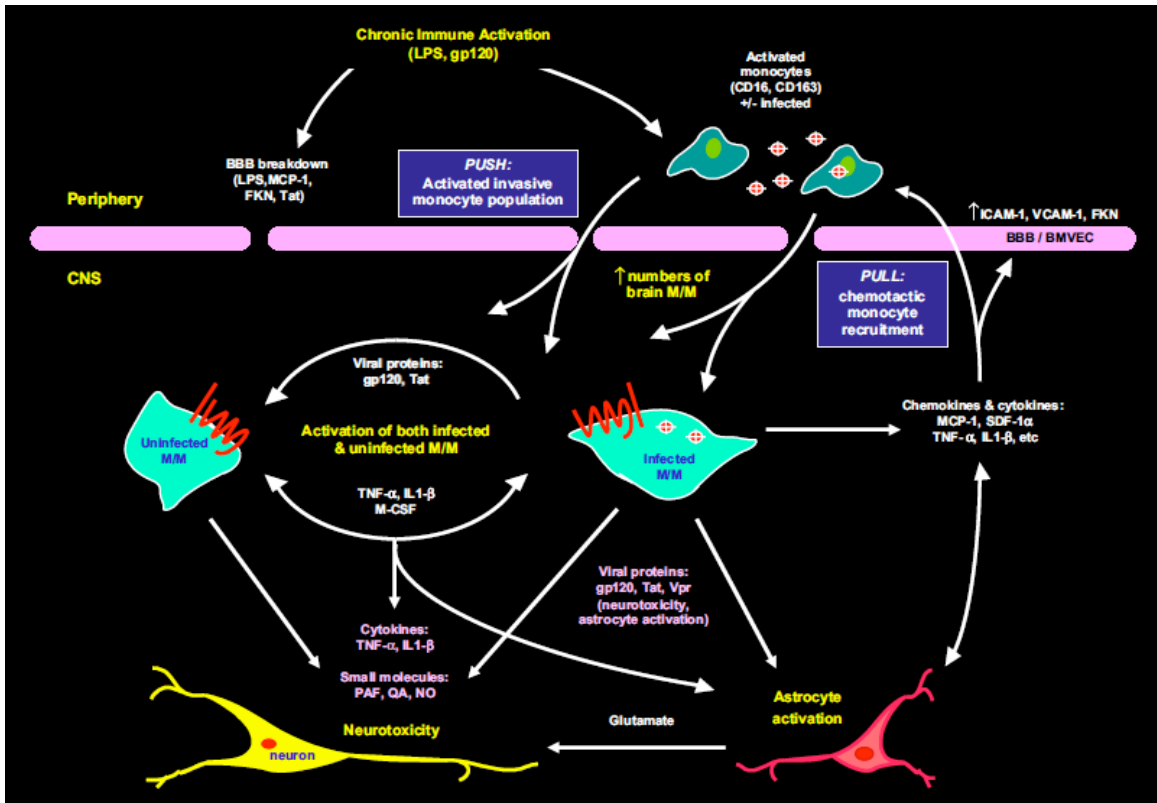 Chronic Immune Activation
(LPS, gp120)
Activated
monocytes
(CD16, CD163)
+/- Infected
BBB breakdown
(LPS,MCP-1,
FKN, Tat)
PUSH:
Activated invasive
monocyte population
Periphery
↑ICAM-1, VCAM-1, FKN
BBB / BMVEC
CNS
↑numbers of
brain M/M
PULL:
chemotactic
monocyte
recruitment
Viral proteins:
gp120, Tat
Uninfected
M/M
Activation of both infected
& uninfected M/M
Infected
M/M
Chemokines & cytokines:
MCP-1, SDF-1α
TNF-α, IL1-β, etc
TNF-α, IL1-β
M-CSF
Viral proteins:
gp120, Tat, Vpr
(neurotoxicity,
astrocyte activation)
Cytokines:
TNF-α, IL1-β
Small molecules:
PAF, QA, NO
Neurotoxicity
Astrocyte
activation
Glutamate
neuron